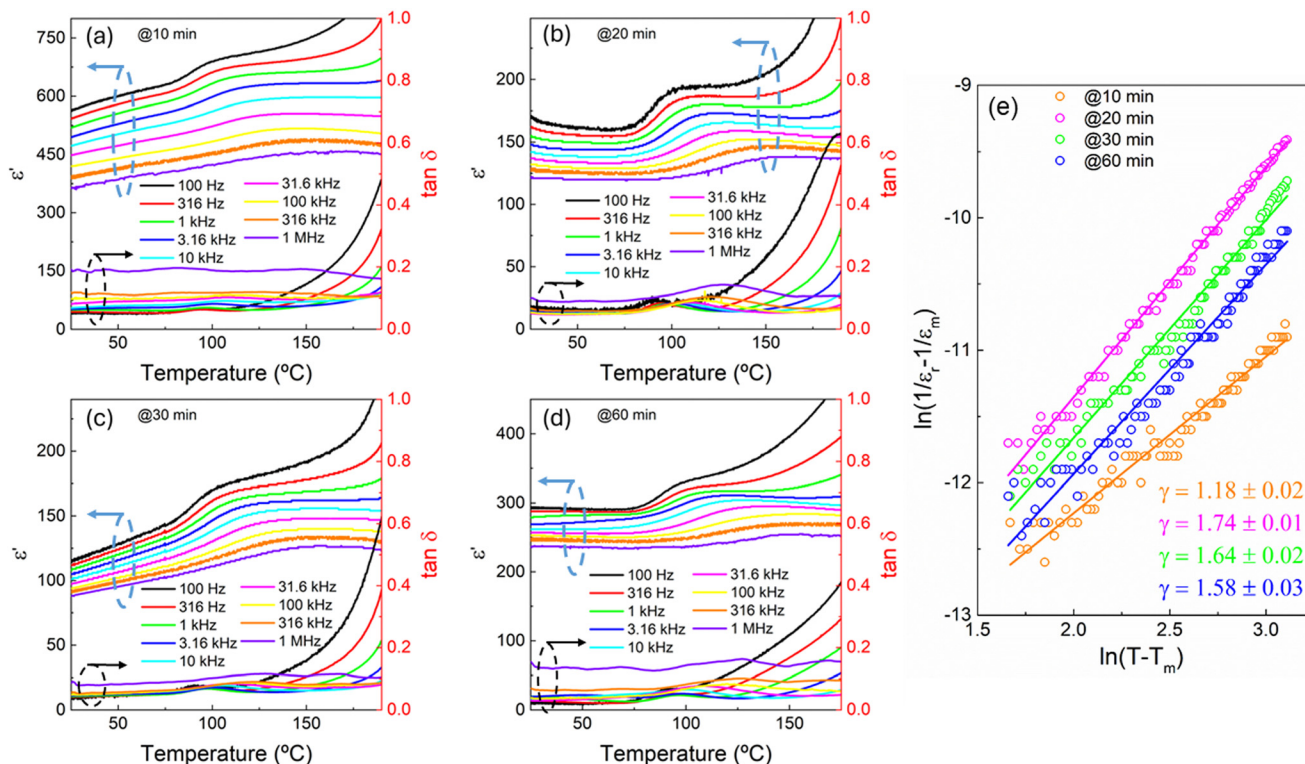 (a) @10 min
ε'
750
600
450
300
150
0
1.0
0.8
0.6
0.4
0.2
0.0
tan δ
100 Hz
316 Hz
1 kHz
3.16 kHz
10 kHz
31.6 kHz
100 kHz
316 kHz
1 MHz
50 100 150
Temperature (ºC)
(b) @20 min
ε'
200
150
100
50
0
1.0
0.8
0.6
0.4
0.2
0.0
tan δ
100 Hz
316 Hz
1 kHz
3.16 kHz
10 kHz
31.6 kHz
100 kHz
316 kHz
1 MHz
50 100 150
Temperature (ºC)
(c) @30 min
ε'
250
200
150
100
50
0
1.0
0.8
0.6
0.4
0.2
0.0
tan δ
100 Hz
316 Hz
1 kHz
3.16 kHz
10 kHz
31.6 kHz
100 kHz
316 kHz
1 MHz
50 100 150
Temperature (ºC)
(d) @60 min
ε'
400
300
200
100
0
1.0
0.8
0.6
0.4
0.2
0.0
tan δ
100 Hz
316 Hz
1 kHz
3.16 kHz
10 kHz
31.6 kHz
100 kHz
316 kHz
1 MHz
50 100 150
Temperature (ºC)
(e)
@10 min
@20 min
@30 min
@60 min
ln(1/εr-1/εm)
-9
-10
-11
-12
-13
γ = 1.18 ± 0.02
γ = 1.74 ± 0.01
γ = 1.64 ± 0.02
γ = 1.58 ± 0.03
1.5 2.0 2.5 3.0
ln(T-Tm)